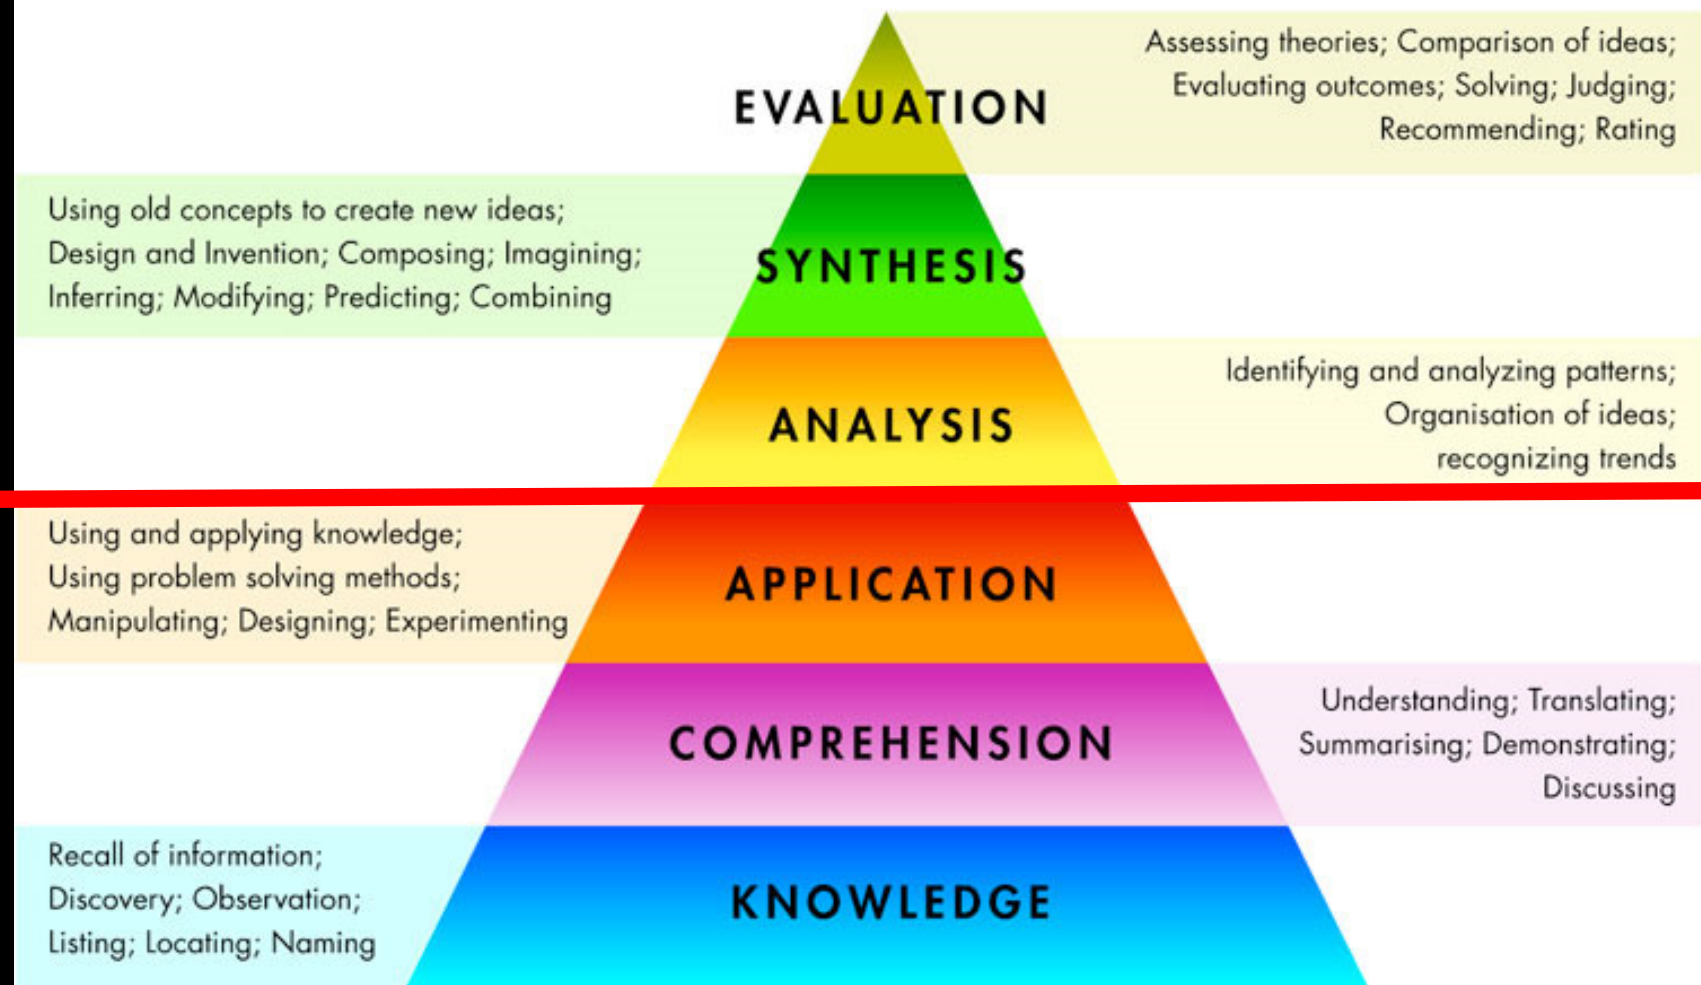 EVALUATION
Assessing theories; Comparison of ideas;
Evaluating outcomes; Solving; Judging;
Recommending; Rating
Using old concepts to create new ideas;
Design and Invention; Composing; Imagining;
Inferring; Modifying; Predicting; Combining
SYNTHESIS
ANALYSIS
Identifying and analyzing patterns;
Organisation of ideas;
recognizing trends
Using and applying knowledge;
Using problem solving methods;
Manipulating; Designing; Experimenting
APPLICATION
COMPREHENSION
Understanding; Translating;
Summarising; Demonstrating;
Discussing
Recall of information;
Discovery; Observation;
Listing; Locating; Naming
KNOWLEDGE